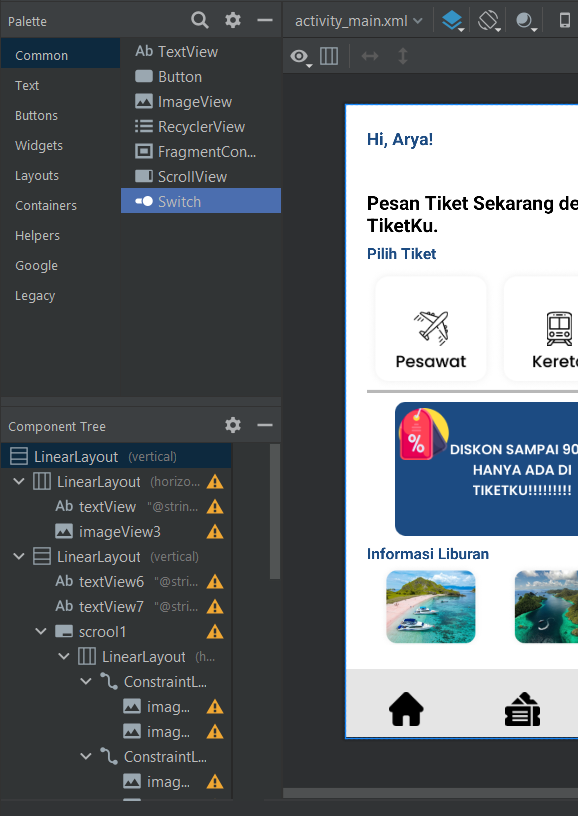 Palette
Common
Text
Buttons
Widgets
Layouts
Containers
Helpers
Google
Legacy
Ab TextView
Button
ImageView
RecyclerView
FragmentCon...
ScrollView
Switch
Component Tree
LinearLayout (vertical)
LinearLayout (horizo...
Ab textView "@strin...
imageView3
LinearLayout (vertical)
Ab textView6 "@stri...
Ab textView7 "@stri...
scrool1
LinearLayout (h...
ConstraintL...
imag...
imag...
ConstraintL...
imag...
activity_main.xml
Hi, Arya!
Pesan Tiket Sekarang de
TiketKu.
Pilih Tiket
Pesawat
Kereta
%
DISKON SAMPAI 90
HANYA ADA DI
TIKETKU!!!!!!!!!
Informasi Liburan